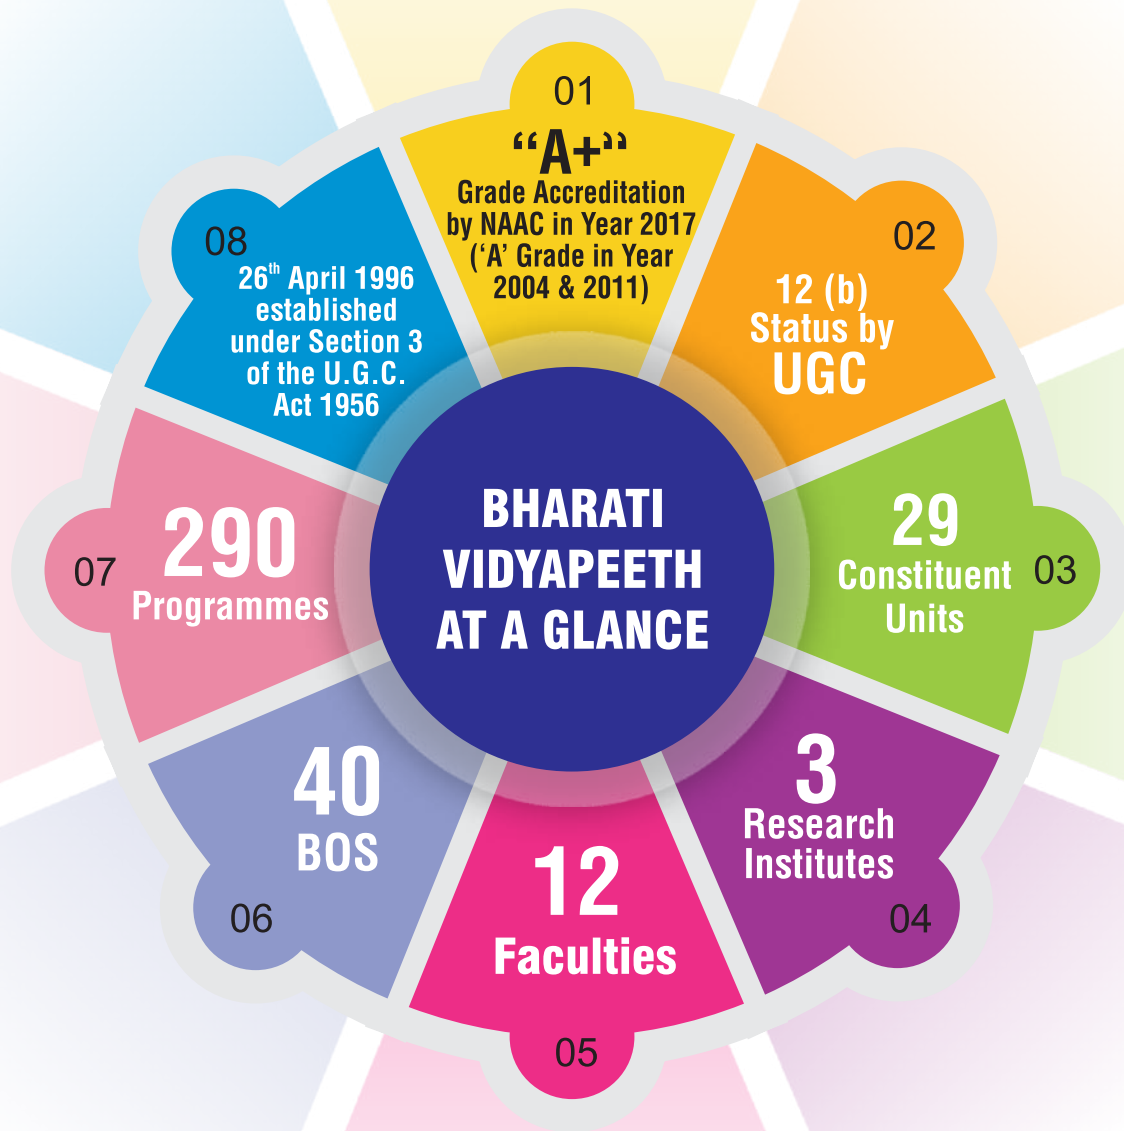 BHARATI
VIDYAPEETH
AT A GLANCE
01
“A+“
Grade Accreditation
by NAAC in Year 2017
(‘A’ Grade in Year
2004 & 2011)
02
12 (b)
Status by
UGC
03
29
Constituent
Units
04
3
Research
Institutes
05
12
Faculties
06
40
BOS
07
290
Programmes
08
26th April 1996
established
under Section 3
of the U.G.C.
Act 1956